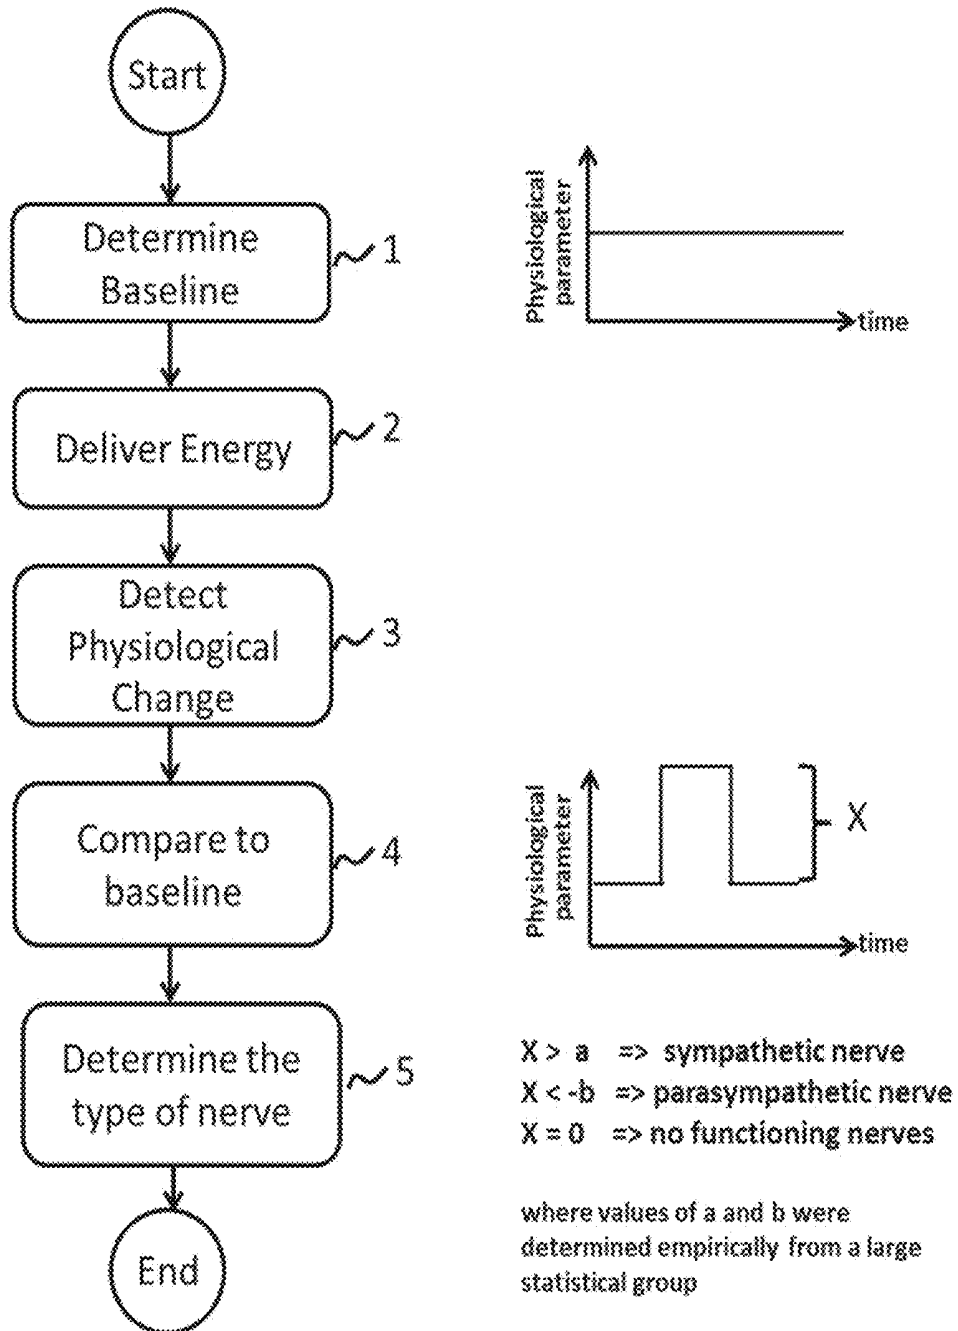 Start
Determine
Baseline
1
Physiological
parameter
time
Deliver Energy
2
Detect
Physiological
Change
3
Compare to
baseline
4
Physiological
parameter
X
time
Determine the
type of nerve
5
X > a => sympathetic nerve
X < -b => parasympathetic nerve
X = 0 => no functioning nerves
where values of a and b were
determined empirically from a large
statistical group
End